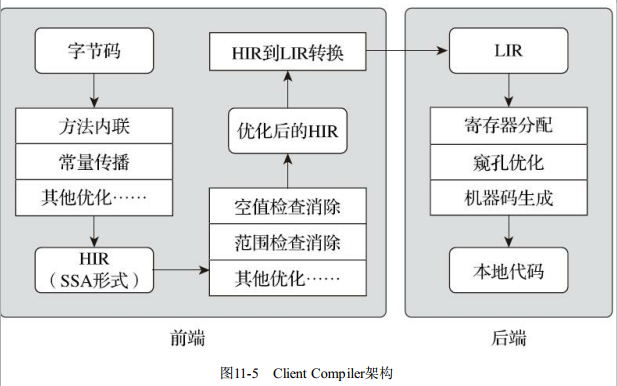 字节码
方法内联
常量传播
其他优化……
HIR
（SSA形式）
空值检查消除
范围检查消除
其他优化……
优化后的HIR
HIR到LIR转换
前端
LIR
寄存器分配
窥孔优化
机器码生成
本地代码
后端
图11-5 Client Compiler架构